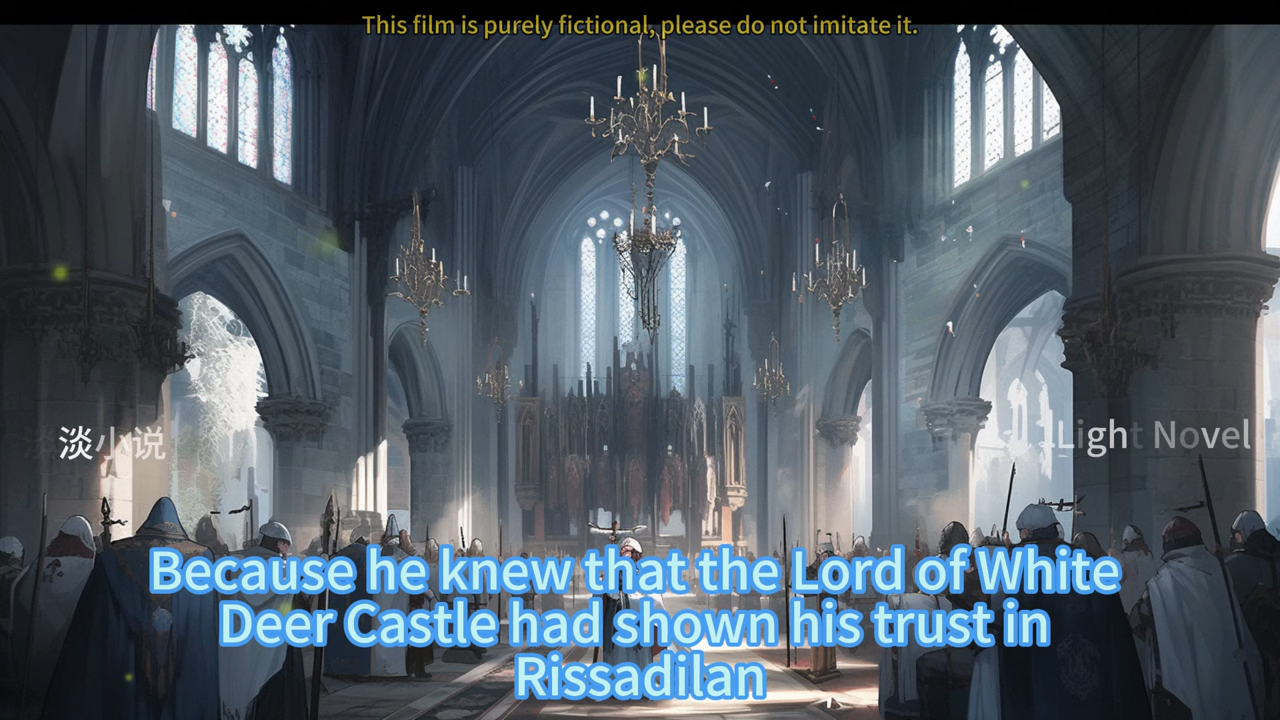 This film is purely fictional, please do not imitate it.
淡小说
Light Novel
Because he knew that the Lord of White
Deer Castle had shown his trust in
Rissadilan